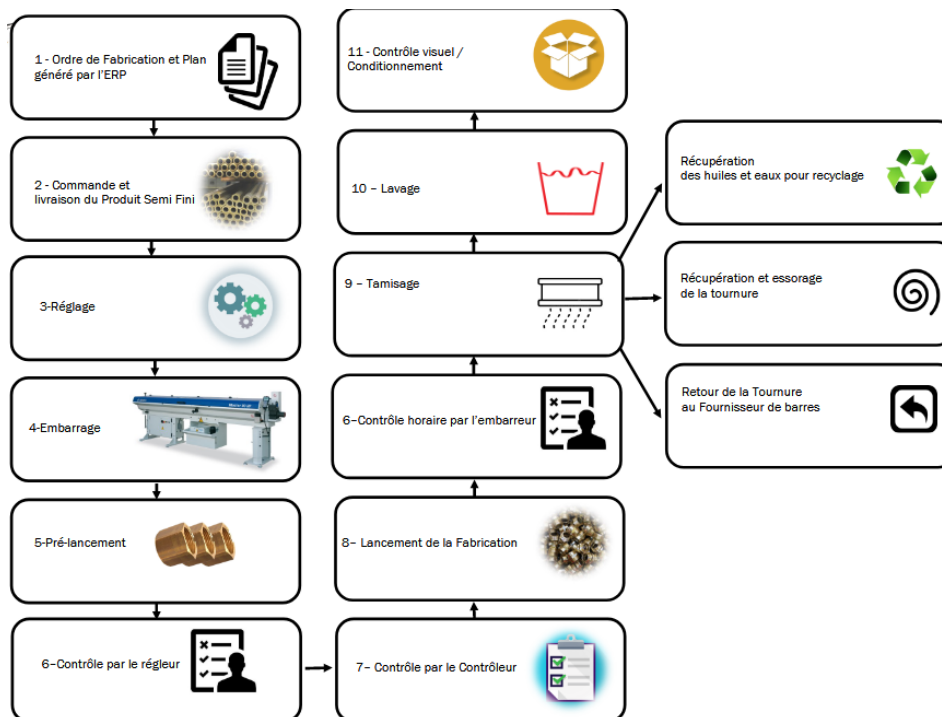 1 - Ordre de Fabrication et Plan
généré par l'ERP
2 - Commande et
livraison du Produit Semi Fini
3-Réglage
4-Embarrage
5-Pré-lancement
6–Contrôle par le régleur
7– Contrôle par le Contrôleur
8– Lancement de la Fabrication
6–Contrôle horaire par l'embarreur
9 – Tamisage
10 – Lavage
11 - Contrôle visuel /
Conditionnement
Récupération
des huiles et eaux pour recyclage
Récupération et essorage
de la tournure
Retour de la Tournure
au Fournisseur de barres